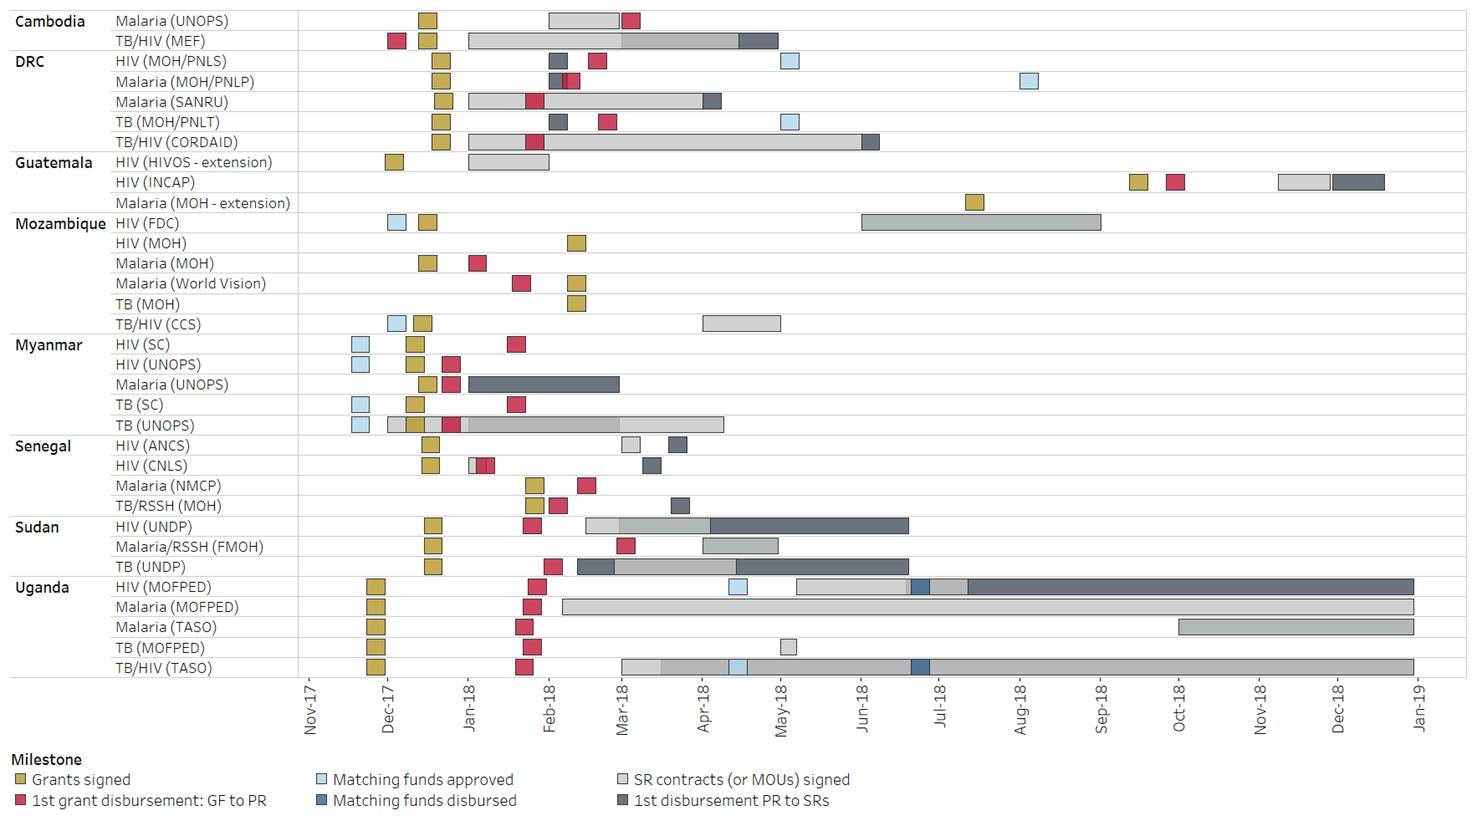 Cambodia Malaria (UNOPS)
TB/HIV (MEF)
DRC HIV (MOH/PNLS)
Malaria (MOH/PNLP)
Malaria (SANRU)
TB (MOH/PNLT)
TB/HIV (CORDAID)
Guatemala HIV (HIVOS - extension)
HIV (INCAP)
Malaria (MOH - extension)
Mozambique HIV (FDC)
HIV (MOH)
Malaria (MOH)
Malaria (World Vision)
TB (MOH)
TB/HIV (CCS)
Myanmar HIV (SC)
HIV (UNOPS)
Malaria (UNOPS)
TB (SC)
TB (UNOPS)
Senegal HIV (ANCS)
HIV (CNLS)
Malaria (NMCP)
TB/RSSH (MOH)
Sudan HIV (UNDP)
Malaria/RSSH (FMOH)
TB (UNDP)
Uganda HIV (MOFPED)
Malaria (MOFPED)
Malaria (TASO)
TB (MOFPED)
TB/HIV (TASO)
Nov-17 Dec-17 Jan-18 Feb-18 Mar-18 Apr-18 May-18 Jun-18 Jul-18 Aug-18 Sep-18 Oct-18 Nov-18 Dec-18 Jan-19
Milestone
Grants signed Matching funds approved SR contracts (or MOUs) signed
1st grant disbursement: GF to PR Matching funds disbursed 1st disbursement PR to SRs